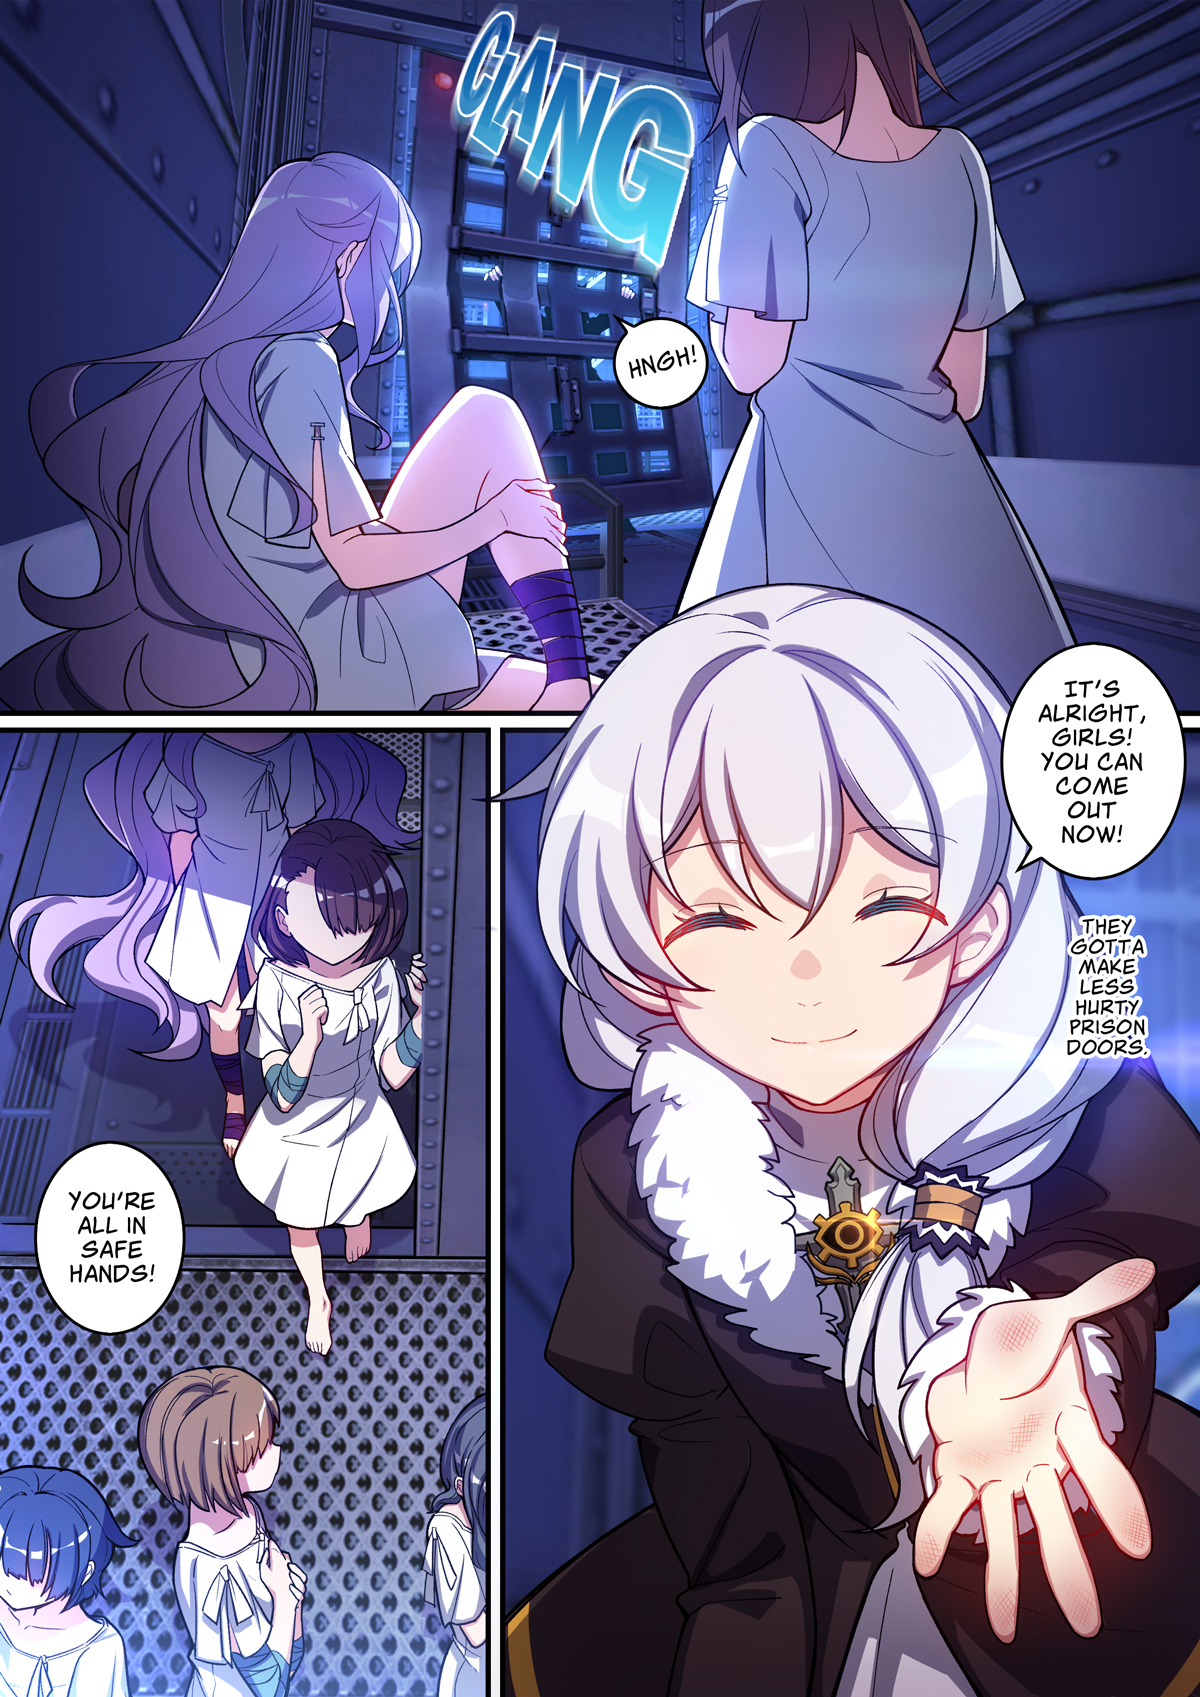 CLANG
HNGH!
IT'S
ALRIGHT,
GIRLS!
YOU CAN
COME
OUT
NOW!
THEY
GOTTA
MAKE
LESS
HURTY
PRISON
DOORS.
YOU'RE
ALL IN
SAFE
HANDS!